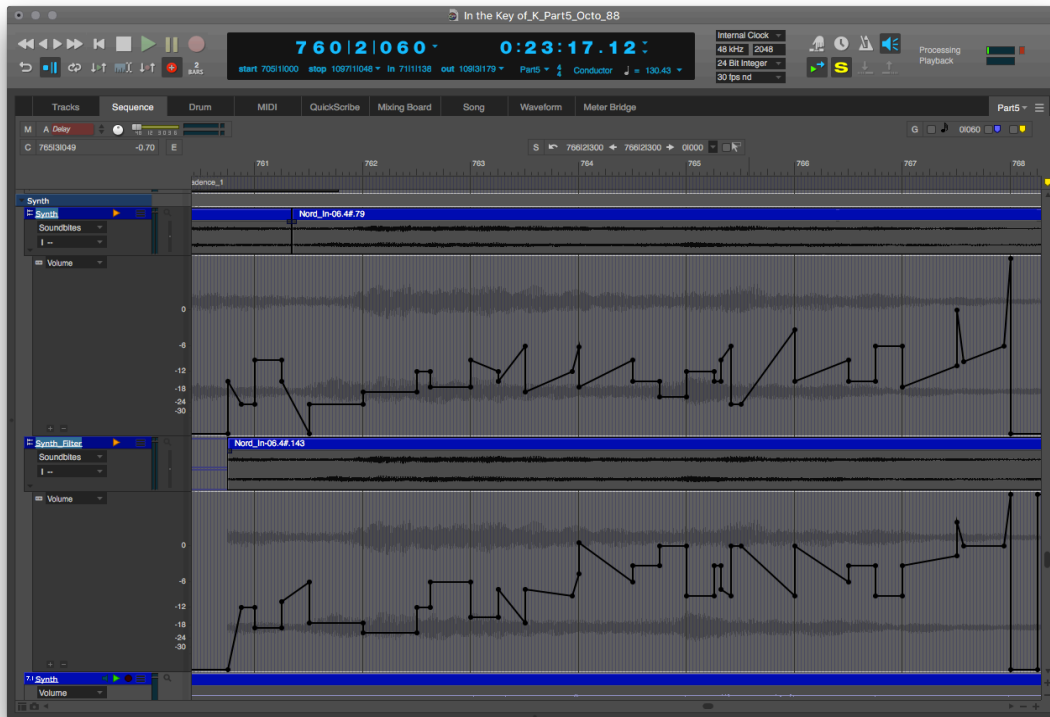 In the Key of_K_Part5_Octo_88
760|2|060
0:23:17.12
start 705|1|000 stop 1097|1|048 in 71|1|138 out 109|3|179 Part5 4/4 Conductor ♩ = 130.43
2 BARS
Internal Clock
48 kHz 2048
24 Bit Integer
30 fps nd
S
Processing
Playback
Tracks Sequence Drum MIDI QuickScribe Mixing Board Song Waveform Meter Bridge Part5
M A Delay
G 0|060
C 765|3|049 -0.70 E
S 766|2|300 766|2|300 0|000
761 762 763 764 765 766 767 768
adence_1
Synth
Synth
Nord_In-06.4#.79
Soundbites
I --
Volume
0
-6
-12
-18
-24
-30
Synth_Filter
Nord_In-06.4#.143
Soundbites
I --
Volume
0
-6
-12
-18
-24
-30
Synth
Volume